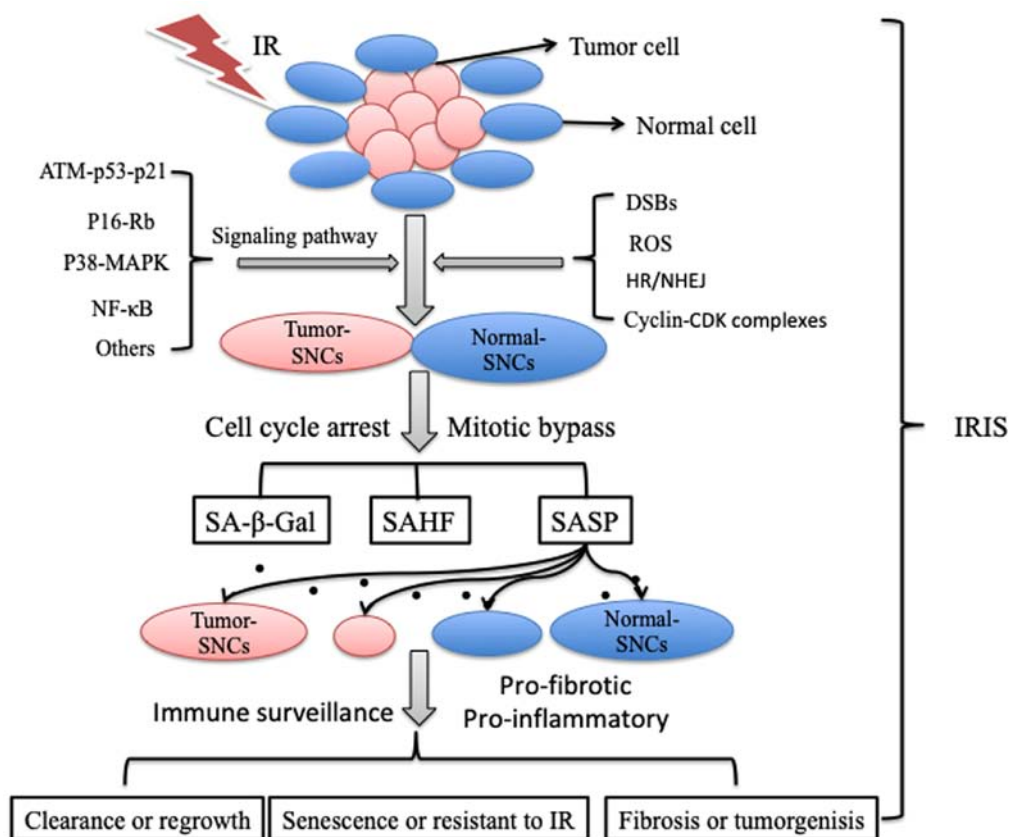 IR
Tumor cell
Normal cell
ATM-p53-p21
P16-Rb
P38-MAPK
NF-κB
Others
Signaling pathway
DSBs
ROS
HR/NHEJ
Cyclin-CDK complexes
Tumor-
SNCs
Normal-
SNCs
Cell cycle arrest
Mitotic bypass
IRIS
SA-β-Gal
SAHF
SASP
Tumor-
SNCs
Normal-
SNCs
Immune surveillance
Pro-fibrotic
Pro-inflammatory
Clearance or regrowth
Senescence or resistant to IR
Fibrosis or tumorgenisis